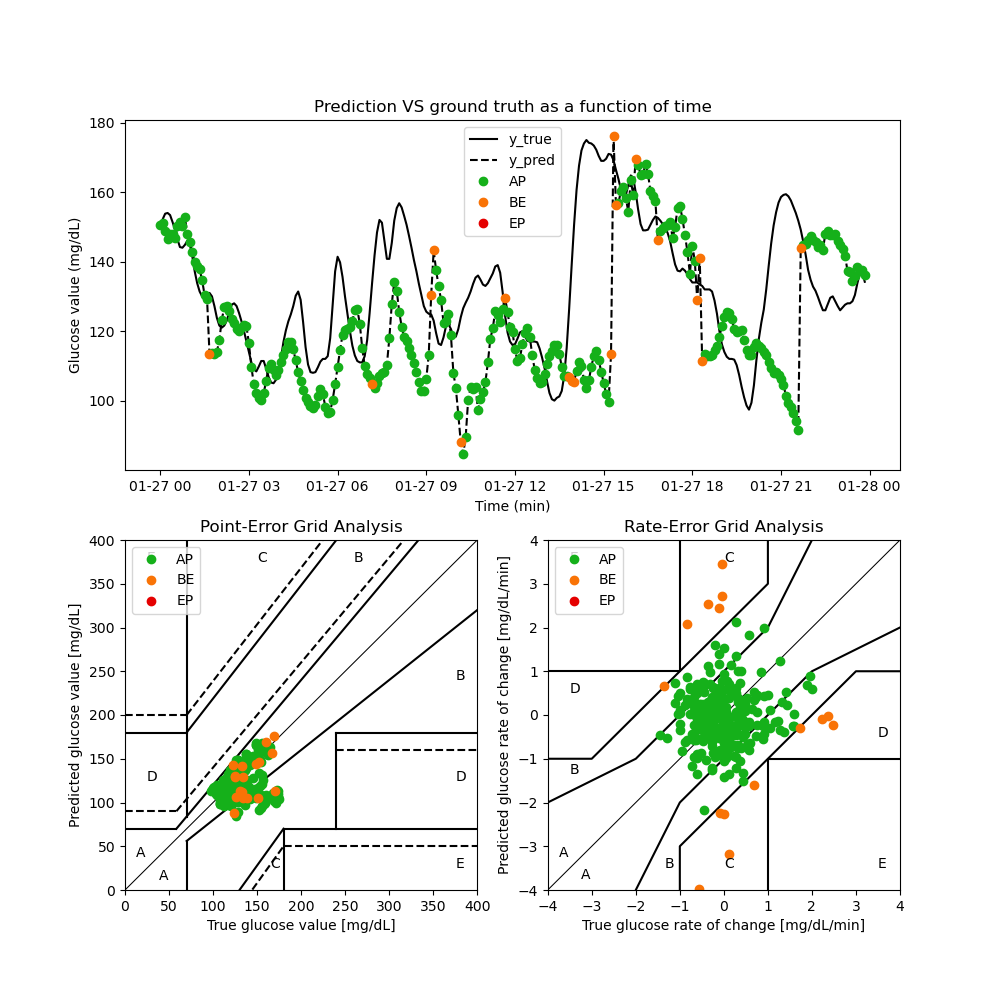 Prediction VS ground truth as a function of time
Glucose value (mg/dL)
180
160
140
120
100
y_true
y_pred
AP
BE
EP
01-27 00 01-27 03 01-27 06 01-27 09 01-27 12 01-27 15 01-27 18 01-27 21 01-28 00
Time (min)
Point-Error Grid Analysis
Predicted glucose value [mg/dL]
400
350
300
250
200
150
100
50
0
AP
BE
EP
C
B
B
D
D
A
A
C
E
0 50 100 150 200 250 300 350 400
True glucose value [mg/dL]
Rate-Error Grid Analysis
Predicted glucose rate of change [mg/dL/min]
4
3
2
1
0
−1
−2
−3
−4
AP
BE
EP
C
D
D
B
A
A
B
C
E
−4 −3 −2 −1 0 1 2 3 4
True glucose rate of change [mg/dL/min]